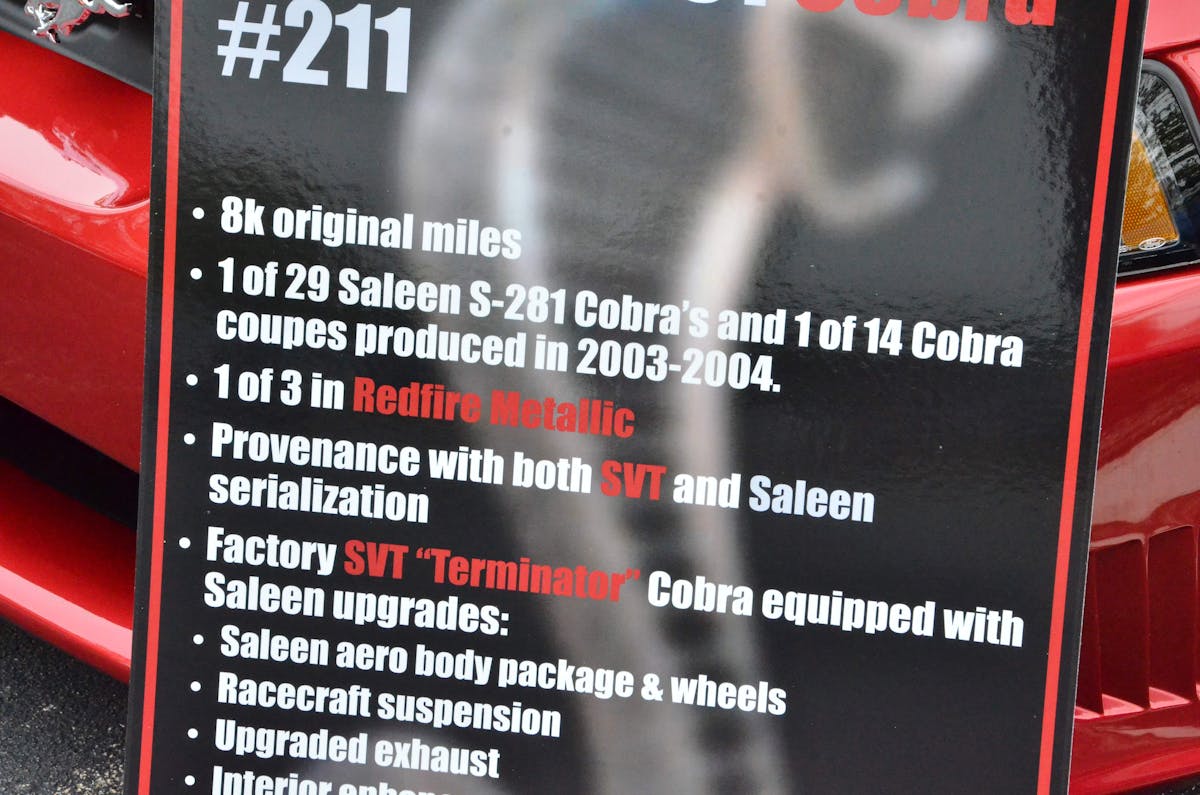 Cobra
#211
• 8k original miles
• 1 of 29 Saleen S-281 Cobra's and 1 of 14 Cobra
coupes produced in 2003-2004.
• 1 of 3 in Redfire Metallic
• Provenance with both SVT and Saleen
serialization
• Factory SVT “Terminator” Cobra equipped with
Saleen upgrades:
• Saleen aero body package & wheels
• Racecraft suspension
• Upgraded exhaust
• Interior